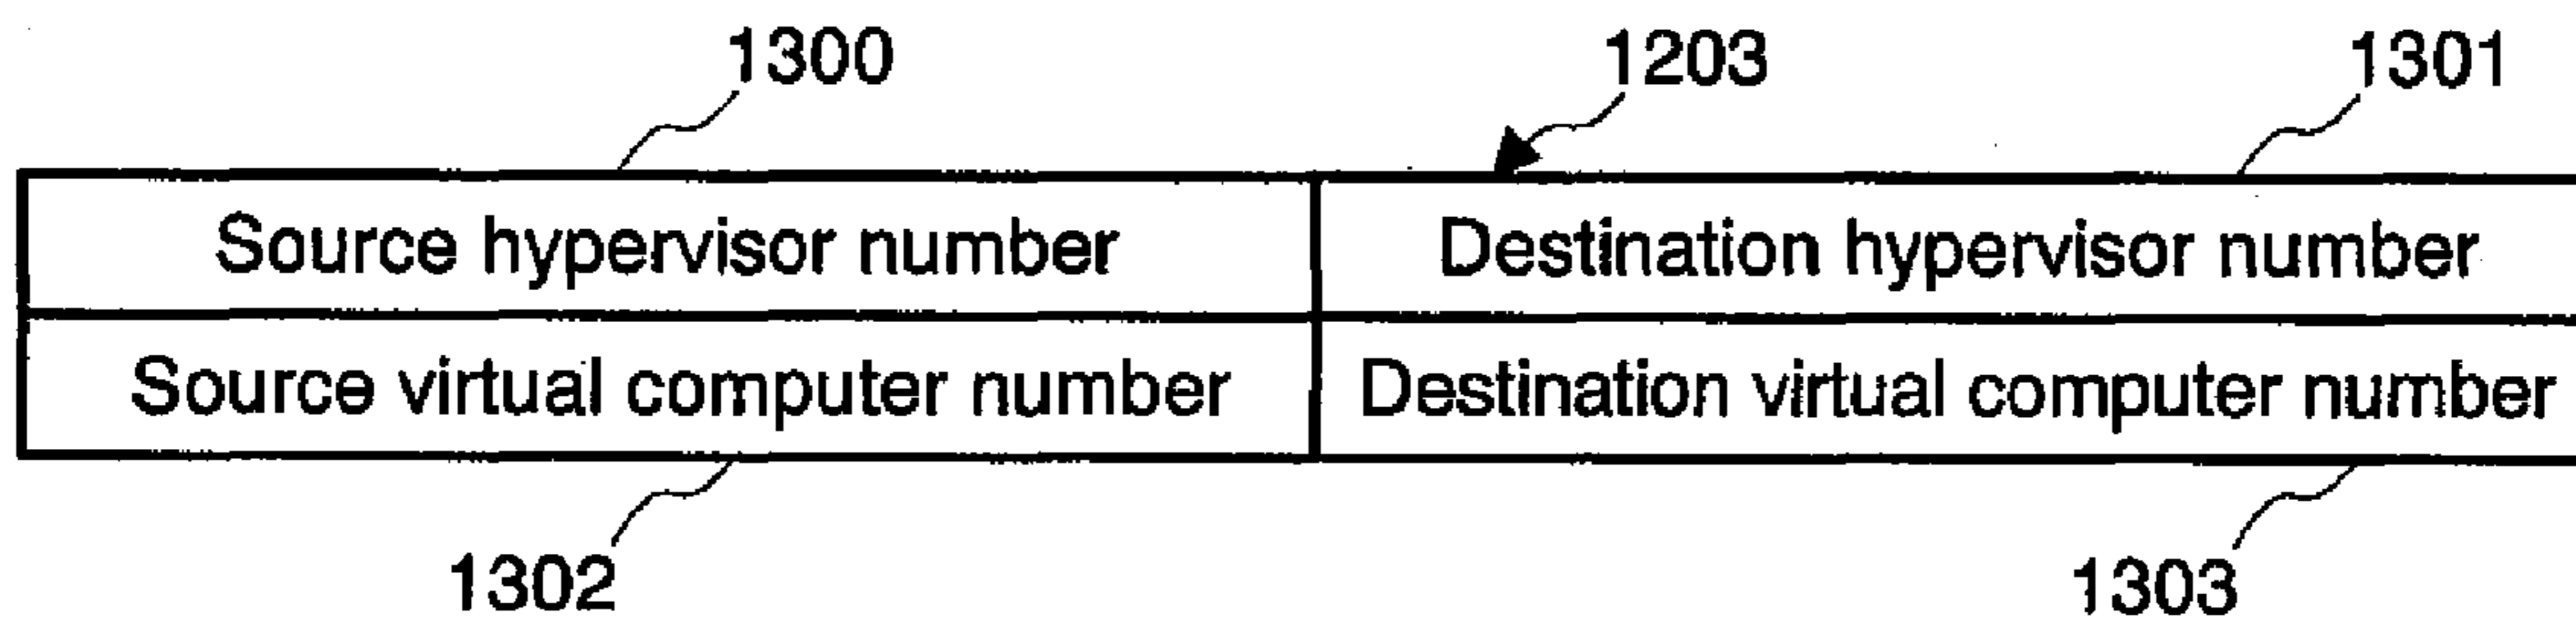 1300 1203 1301
Source hypervisor number Destination hypervisor number
Source virtual computer number Destination virtual computer number
1302 1303